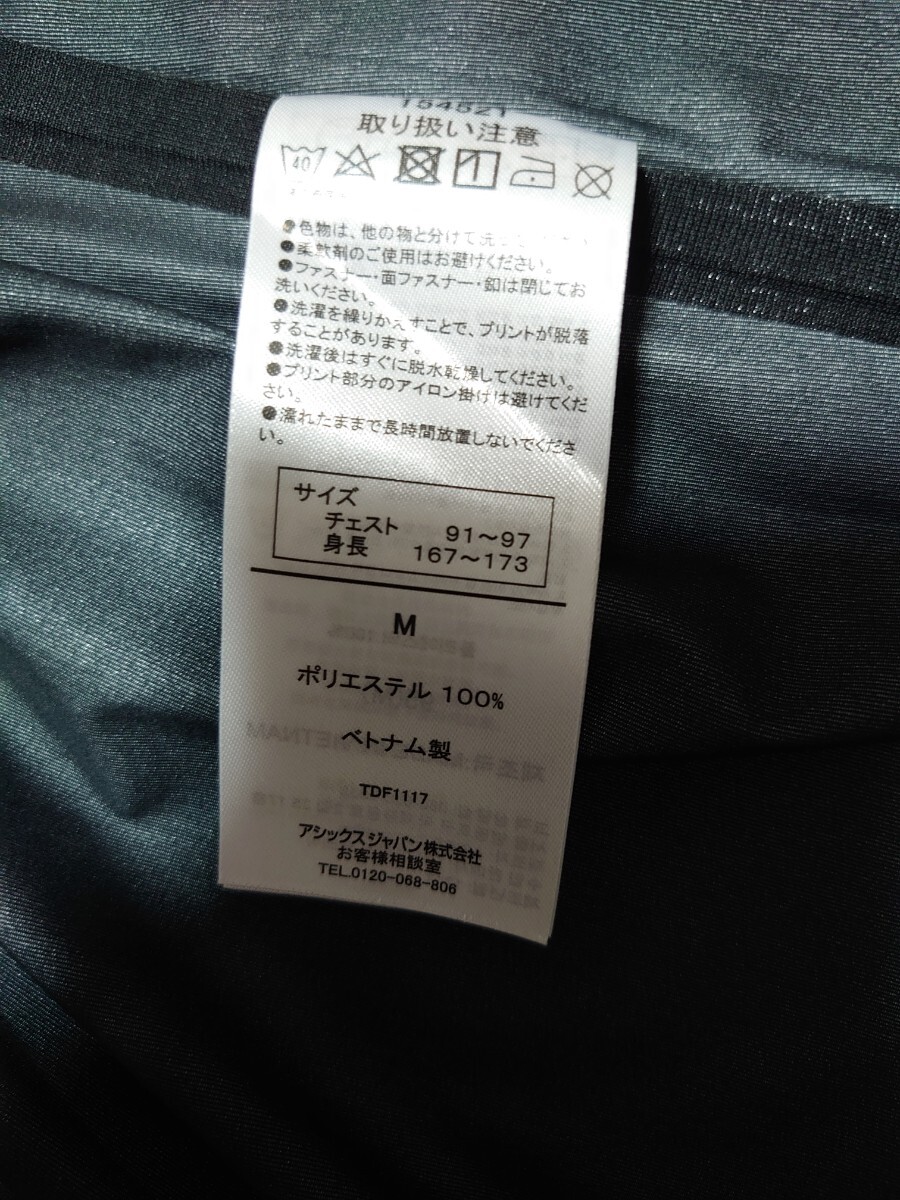 154521
取り扱い注意
40
●色物は、他の物と分けて洗
●柔軟剤のご使用はお避けください。
●ファスナー・面ファスナー・釦は閉じてお
洗いください。
●洗濯を繰りかえすことで、プリントが脱落
することがあります。
●洗濯後はすぐに脱水乾燥してください。
●プリント部分のアイロン掛けは避けてくだ
さい。
●濡れたままで長時間放置しないでくださ
い。
サイズ
チェスト 91～97
身長 167～173
M
ポリエステル 100%
ベトナム製
TDF1117
アシックスジャパン株式会社
お客様相談室
TEL.0120-068-806